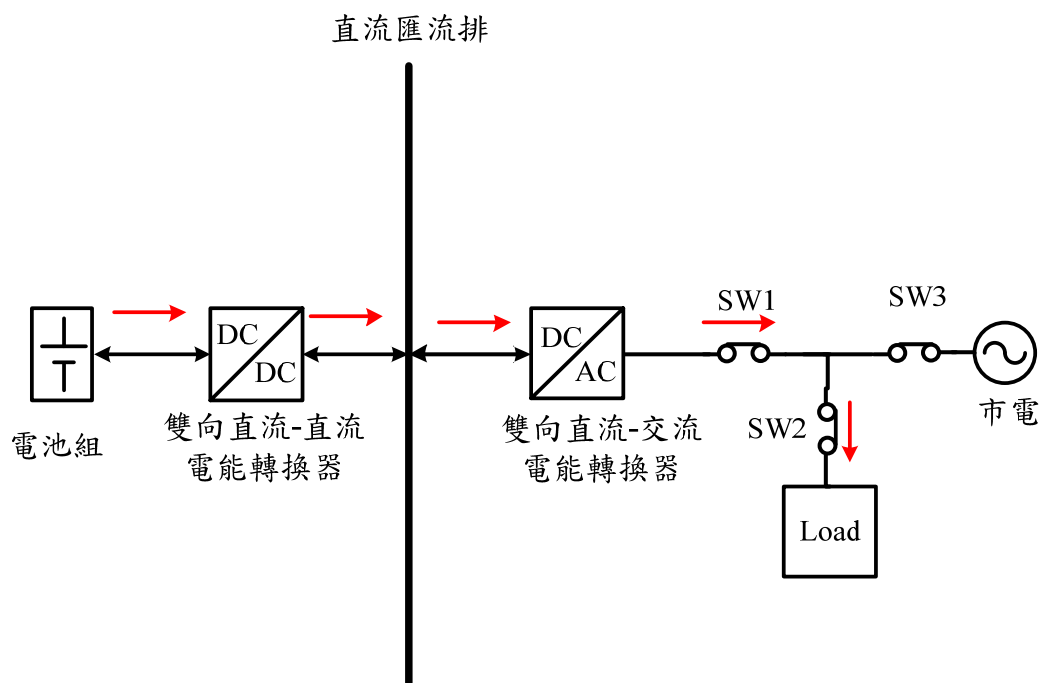 直流匯流排
SW1
SW3
DC
DC
DC
AC
雙向直流-直流
電能轉換器
雙向直流-交流
電能轉換器
SW2
市電
電池組
Load